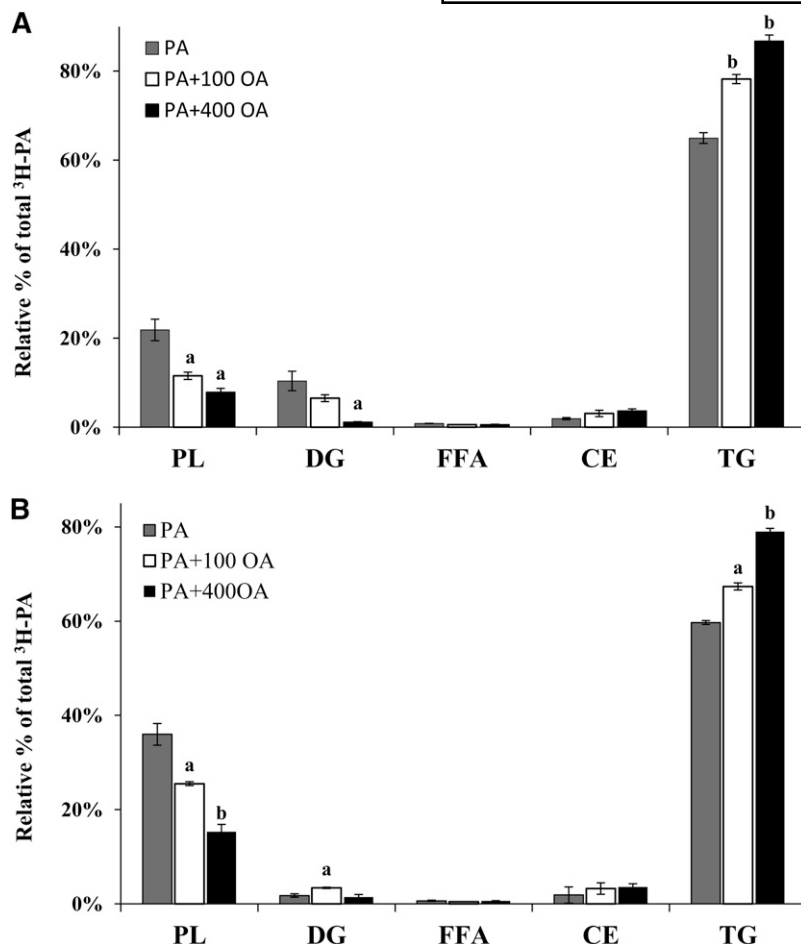 A
PA
PA+100 OA
PA+400 OA
Relative % of total ³H-PA
80%
60%
40%
20%
0%
a
a
a
b
b
PL DG FFA CE TG
B
PA
PA+100 OA
PA+400OA
Relative % of total ³H-PA
80%
60%
40%
20%
0%
a
b
a
a
b
PL DG FFA CE TG